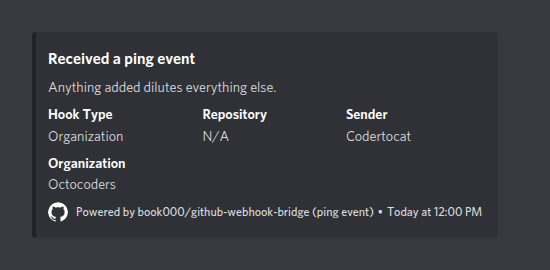 Received a ping event
Anything added dilutes everything else.
Hook Type Repository Sender
Organization N/A Codertocat
Organization
Octocoders
Powered by book000/github-webhook-bridge (ping event) • Today at 12:00 PM